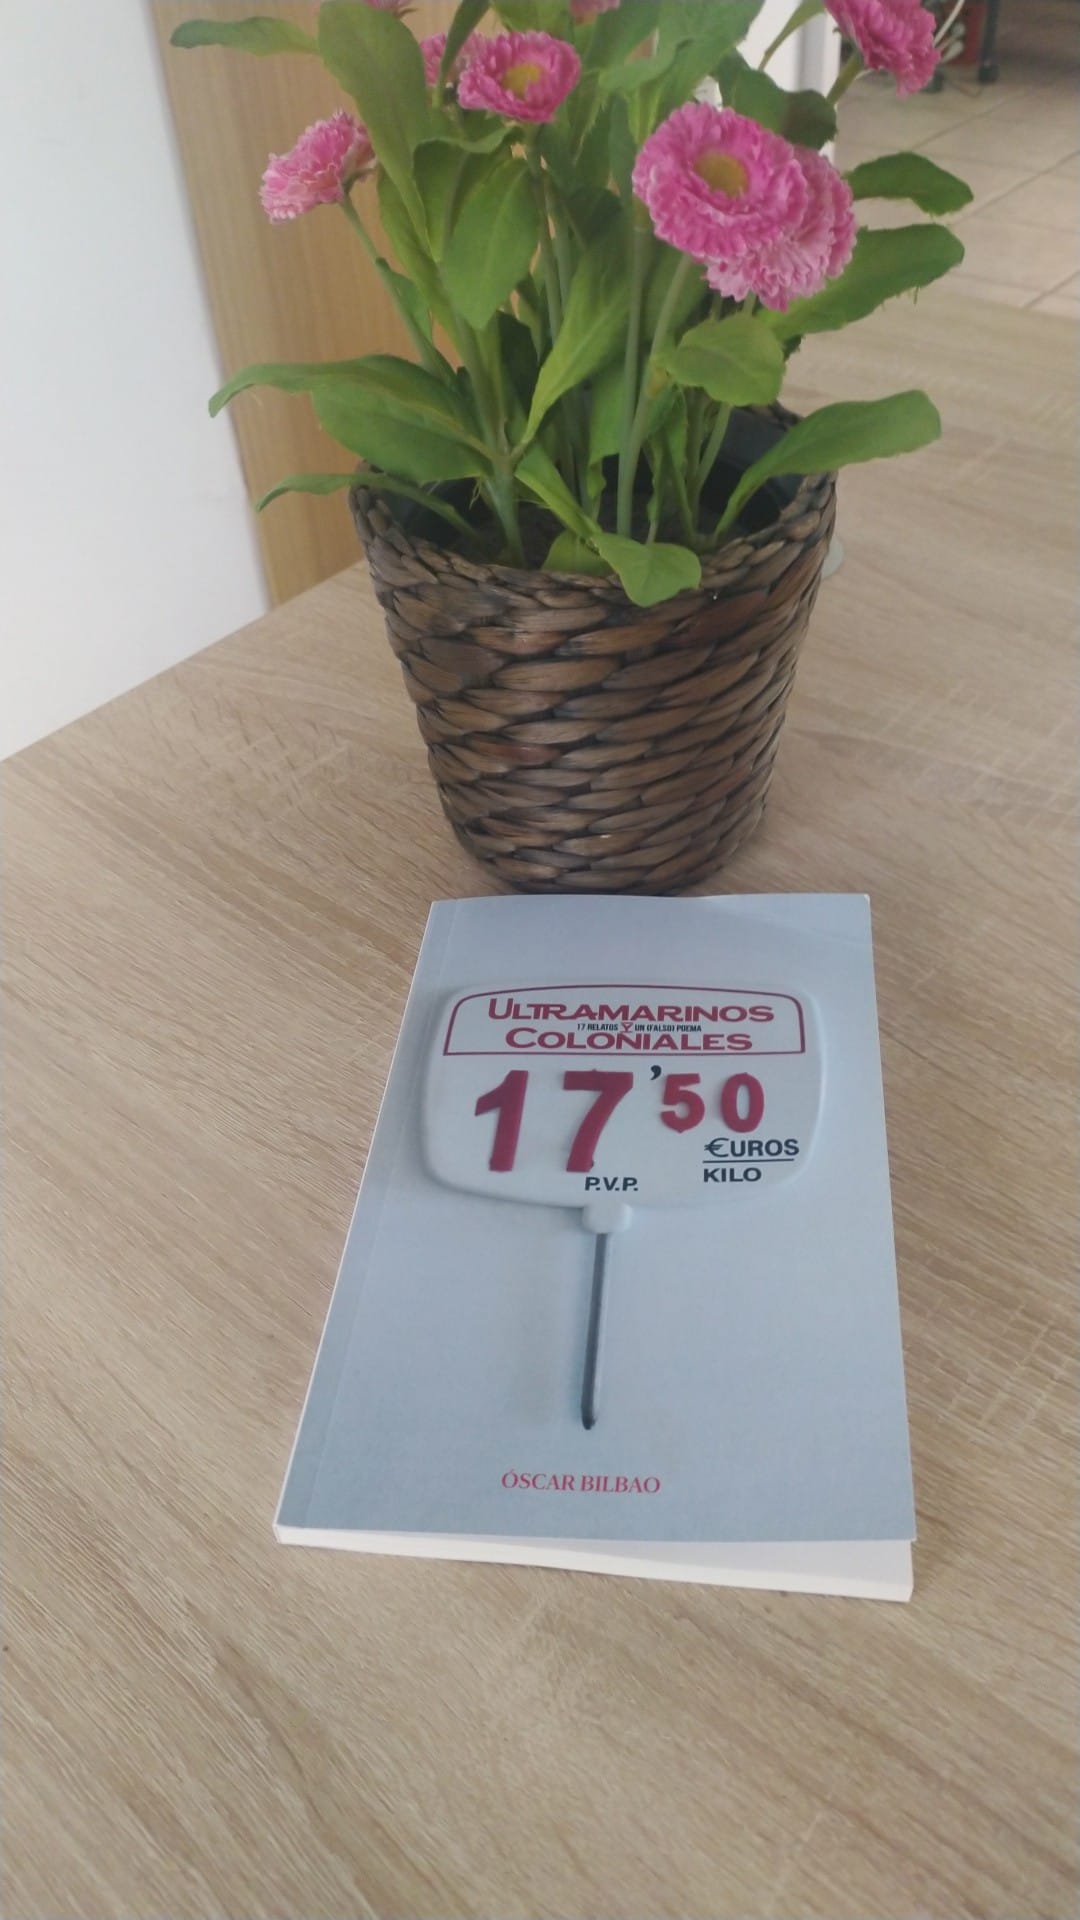 ULTRAMARINOS
17 RELATOS Y UN (FALSO) POEMA
COLONIALES
17'50
€UROS
KILO
P.V.P.
ÓSCAR BILBAO